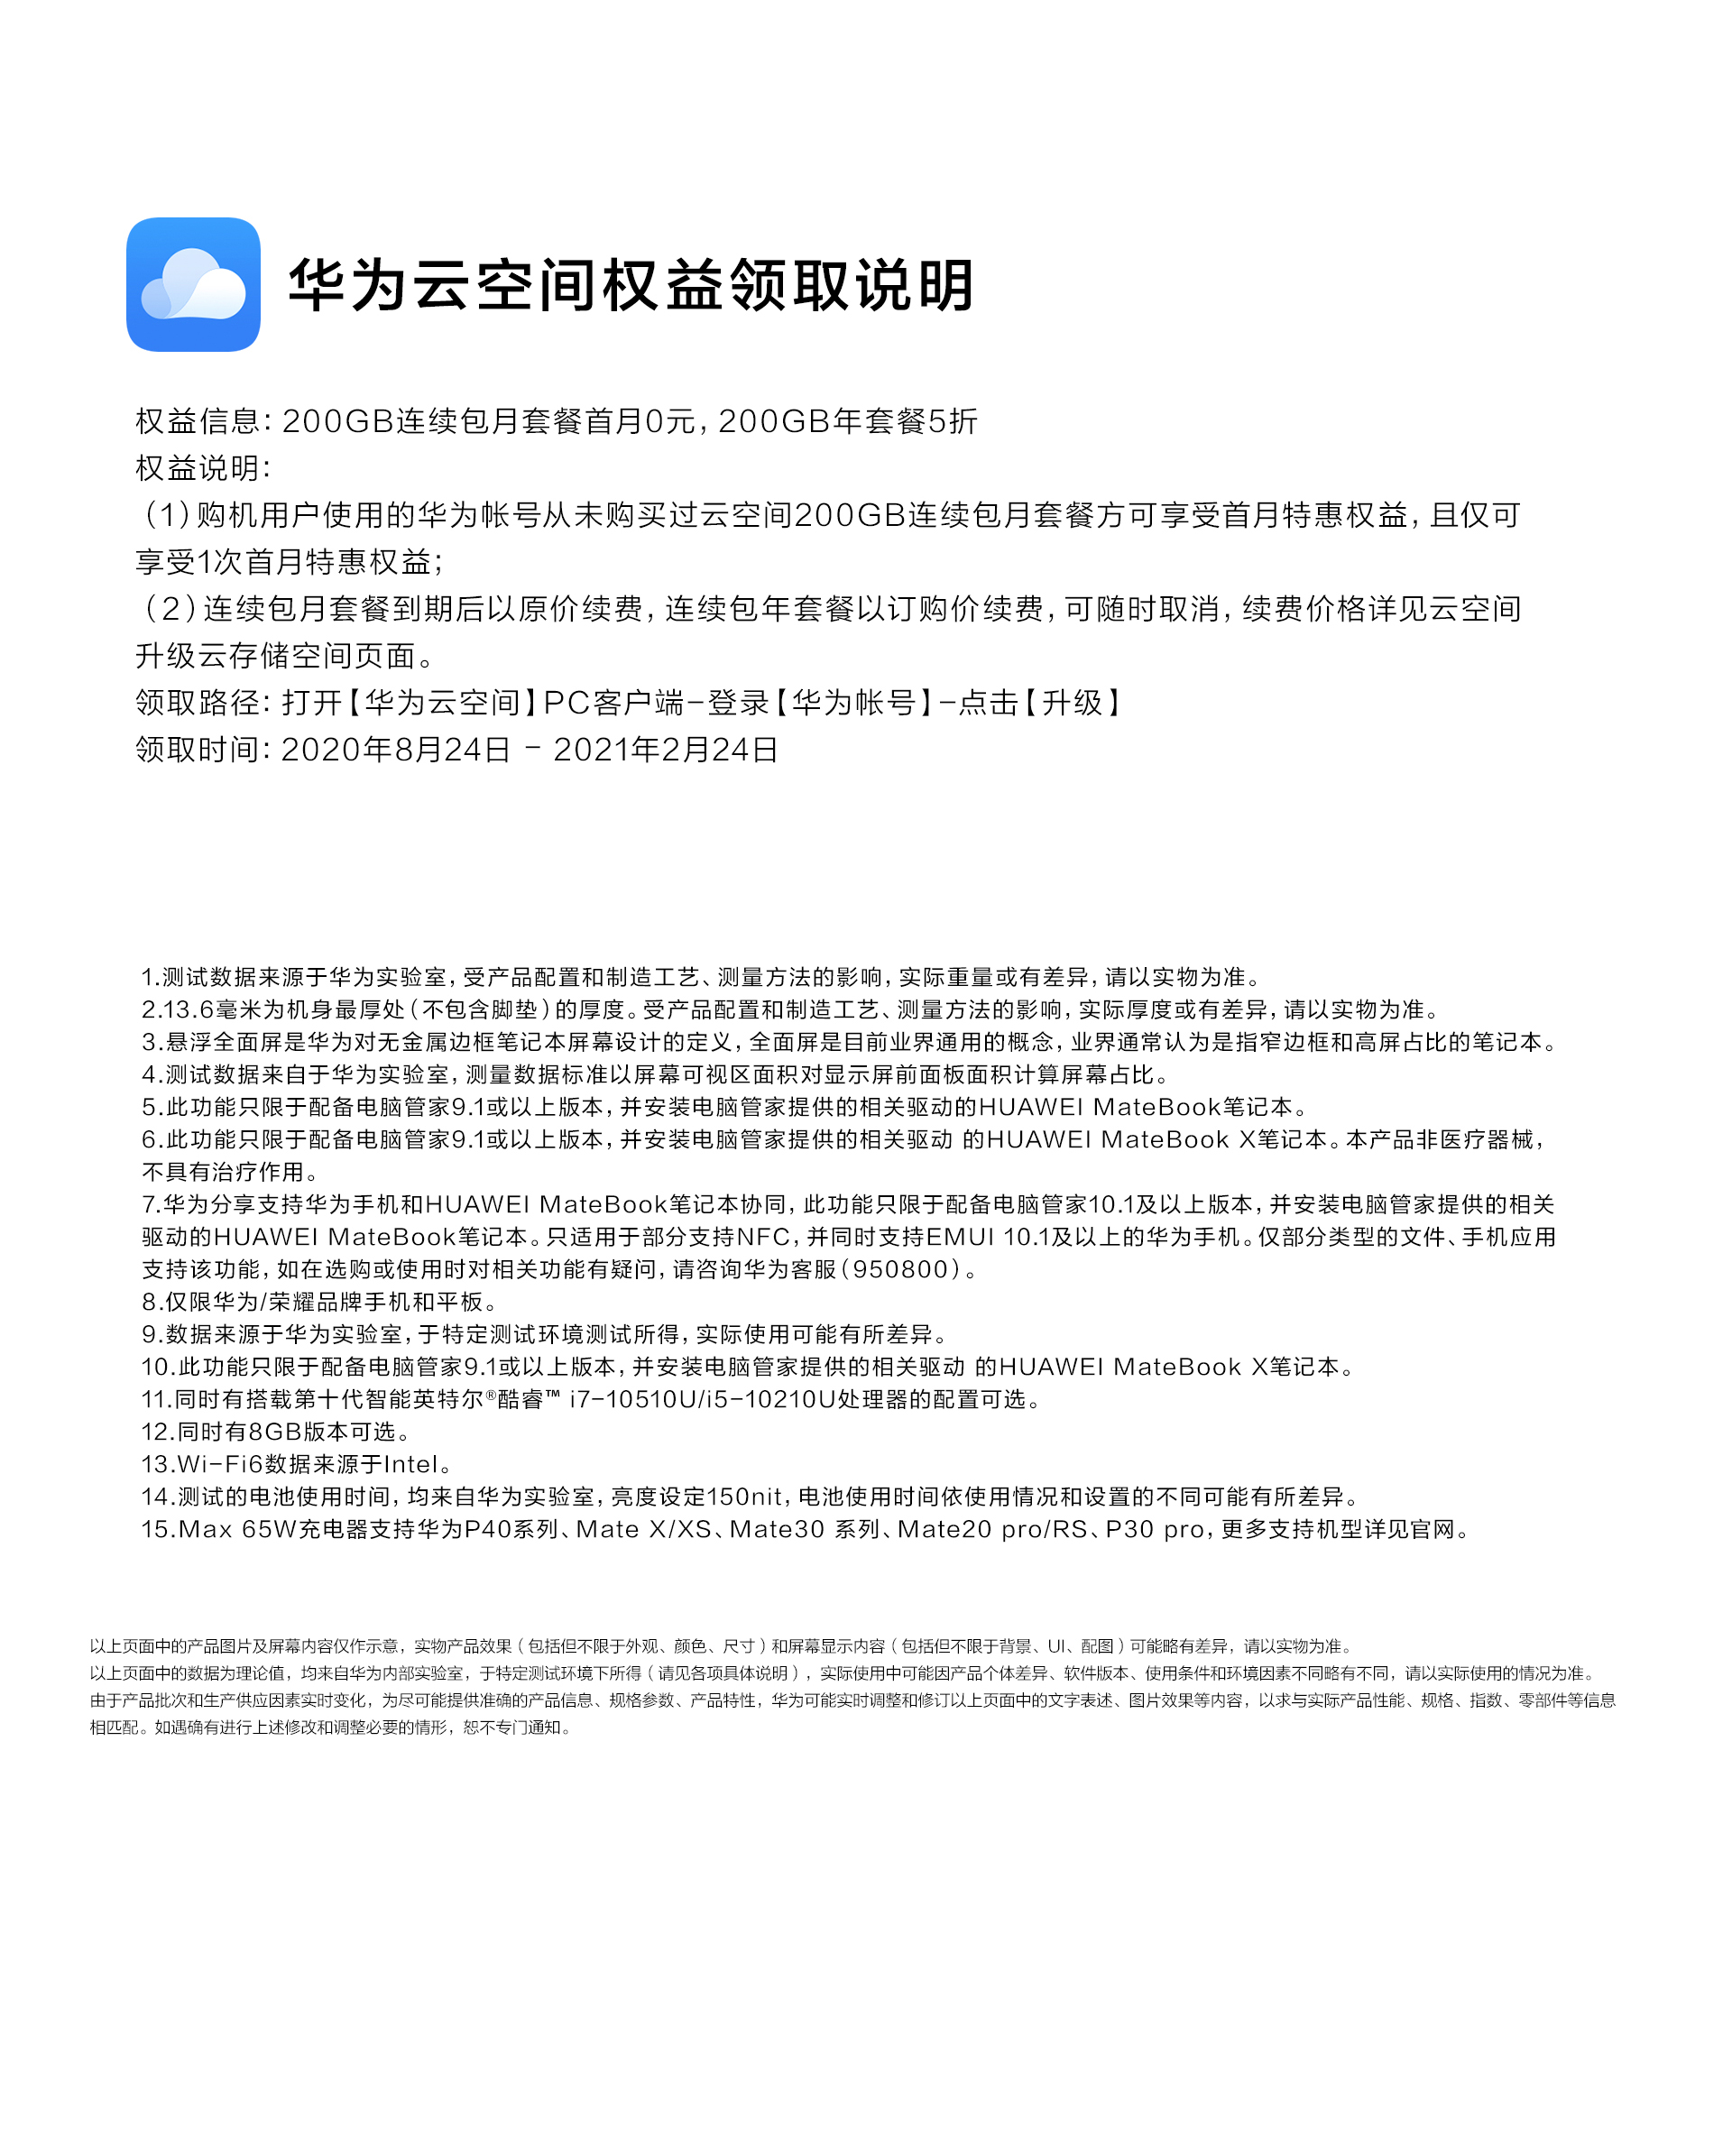 华为云空间权益领取说明
权益信息：200GB连续包月套餐首月0元，200GB年套餐5折
权益说明：
（1）购机用户使用的华为帐号从未购买过云空间200GB连续包月套餐方可享受首月特惠权益，且仅可
享受1次首月特惠权益；
（2）连续包月套餐到期后以原价续费，连续包年套餐以订购价续费，可随时取消，续费价格详见云空间
升级云存储空间页面。
领取路径：打开【华为云空间】PC客户端-登录【华为帐号】-点击【升级】
领取时间：2020年8月24日 - 2021年2月24日
1.测试数据来源于华为实验室，受产品配置和制造工艺、测量方法的影响，实际重量或有差异，请以实物为准。
2.13.6毫米为机身最厚处（不包含脚垫）的厚度。受产品配置和制造工艺、测量方法的影响，实际厚度或有差异，请以实物为准。
3.悬浮全面屏是华为对无金属边框笔记本屏幕设计的定义，全面屏是目前业界通用的概念，业界通常认为是指窄边框和高屏占比的笔记本。
4.测试数据来自于华为实验室，测量数据标准以屏幕可视区面积对显示屏前面板面积计算屏幕占比。
5.此功能只限于配备电脑管家9.1或以上版本，并安装电脑管家提供的相关驱动的HUAWEI MateBook笔记本。
6.此功能只限于配备电脑管家9.1或以上版本，并安装电脑管家提供的相关驱动 的HUAWEI MateBook X笔记本。本产品非医疗器械，
不具有治疗作用。
7.华为分享支持华为手机和HUAWEI MateBook笔记本协同，此功能只限于配备电脑管家10.1及以上版本，并安装电脑管家提供的相关
驱动的HUAWEI MateBook笔记本。只适用于部分支持NFC，并同时支持EMUI 10.1及以上的华为手机。仅部分类型的文件、手机应用
支持该功能，如在选购或使用时对相关功能有疑问，请咨询华为客服（950800）。
8.仅限华为/荣耀品牌手机和平板。
9.数据来源于华为实验室，于特定测试环境测试所得，实际使用可能有所差异。
10.此功能只限于配备电脑管家9.1或以上版本，并安装电脑管家提供的相关驱动 的HUAWEI MateBook X笔记本。
11.同时有搭载第十代智能英特尔®酷睿™ i7-10510U/i5-10210U处理器的配置可选。
12.同时有8GB版本可选。
13.Wi-Fi6数据来源于Intel。
14.测试的电池使用时间，均来自华为实验室，亮度设定150nit，电池使用时间依使用情况和设置的不同可能有所差异。
15.Max 65W充电器支持华为P40系列、Mate X/XS、Mate30 系列、Mate20 pro/RS、P30 pro，更多支持机型详见官网。
以上页面中的产品图片及屏幕内容仅作示意，实物产品效果（包括但不限于外观、颜色、尺寸）和屏幕显示内容（包括但不限于背景、UI、配图）可能略有差异，请以实物为准。
以上页面中的数据为理论值，均来自华为内部实验室，于特定测试环境下所得（请见各项具体说明），实际使用中可能因产品个体差异、软件版本、使用条件和环境因素不同略有不同，请以实际使用的情况为准。
由于产品批次和生产供应因素实时变化，为尽可能提供准确的产品信息、规格参数、产品特性，华为可能实时调整和修订以上页面中的文字表述、图片效果等内容，以求与实际产品性能、规格、指数、零部件等信息
相匹配。如遇确有进行上述修改和调整必要的情形，恕不专门通知。